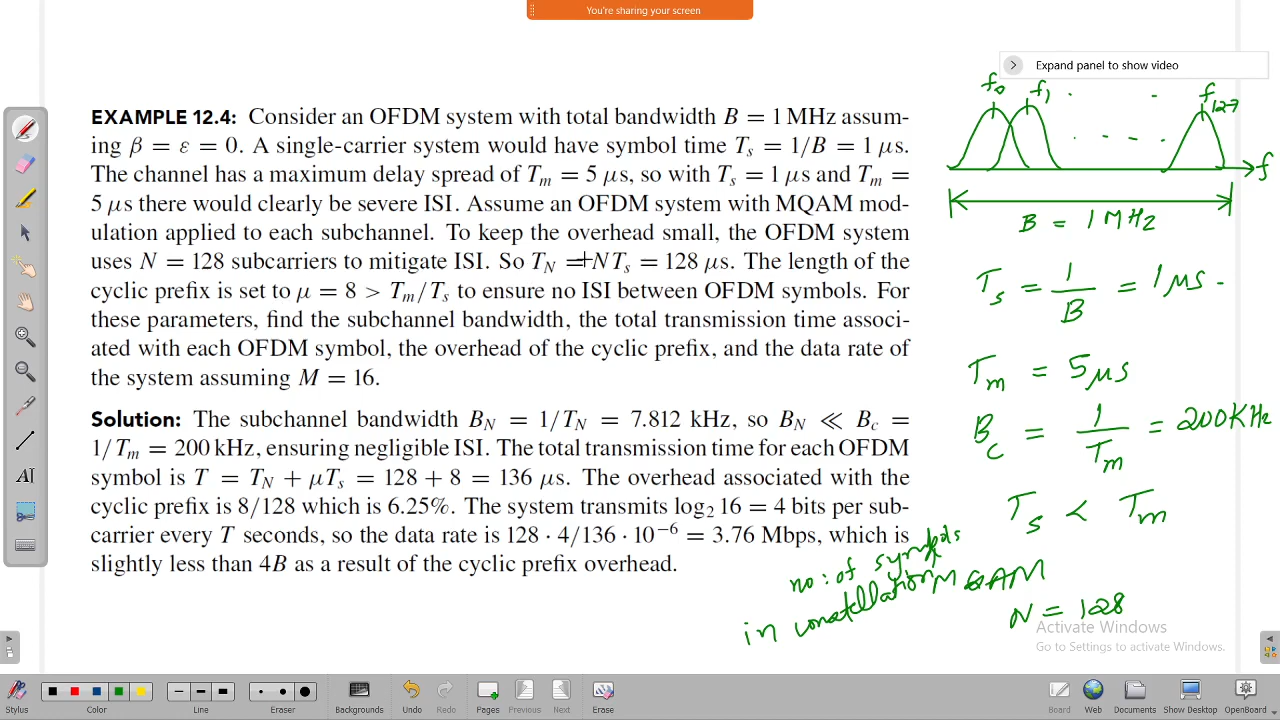 You're sharing your screen
Expand panel to show video
EXAMPLE 12.4: Consider an OFDM system with total bandwidth B = 1 MHz assum-
ing β = ε = 0. A single-carrier system would have symbol time Ts = 1/B = 1 μs.
The channel has a maximum delay spread of Tm = 5 μs, so with Ts = 1 μs and Tm =
5 μs there would clearly be severe ISI. Assume an OFDM system with MQAM mod-
ulation applied to each subchannel. To keep the overhead small, the OFDM system
uses N = 128 subcarriers to mitigate ISI. So TN = NTs = 128 μs. The length of the
cyclic prefix is set to μ = 8 > Tm/Ts to ensure no ISI between OFDM symbols. For
these parameters, find the subchannel bandwidth, the total transmission time associ-
ated with each OFDM symbol, the overhead of the cyclic prefix, and the data rate of
the system assuming M = 16.
Solution: The subchannel bandwidth BN = 1/TN = 7.812 kHz, so BN ≪ Bc =
1/Tm = 200 kHz, ensuring negligible ISI. The total transmission time for each OFDM
symbol is T = TN + μTs = 128 + 8 = 136 μs. The overhead associated with the
cyclic prefix is 8/128 which is 6.25%. The system transmits log2 16 = 4 bits per sub-
carrier every T seconds, so the data rate is 128 · 4/136 · 10−6 = 3.76 Mbps, which is
slightly less than 4B as a result of the cyclic prefix overhead.
f0 f1 . . f127
. . . .
f
B = 1 MHz
Ts = 1/B = 1 μs .
Tm = 5 μs
Bc = 1/Tm = 200 KHz
Ts < Tm
no: of symbols
in constellation MQAM
N = 128
Activate Windows
Go to Settings to activate Windows.
Stylus
Color
Line
Eraser
Backgrounds
Undo
Redo
Pages
Previous
Next
Erase
Board
Web
Documents
Show Desktop
OpenBoard